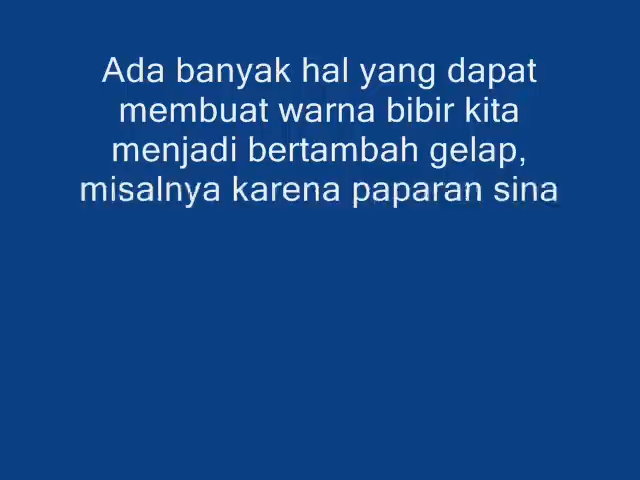 Ada banyak hal yang dapat
membuat warna bibir kita
menjadi bertambah gelap,
misalnya karena paparan sina